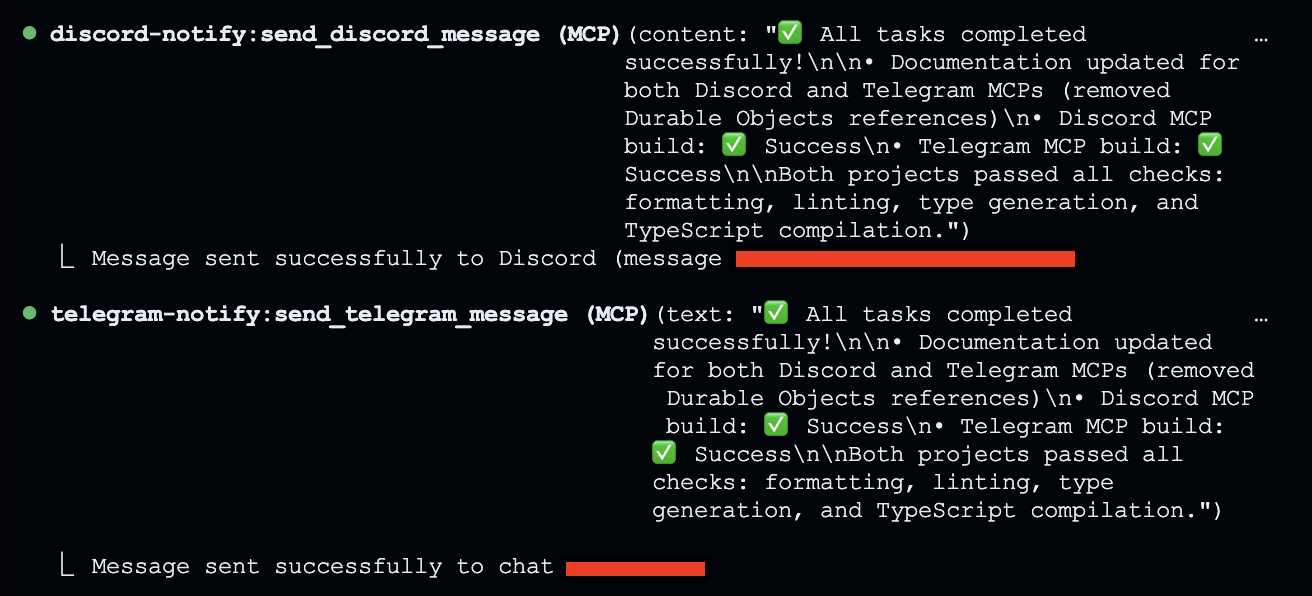 ● discord-notify:send_discord_message (MCP)(content: "✅ All tasks completed …
successfully!\n\n• Documentation updated for
both Discord and Telegram MCPs (removed
Durable Objects references)\n• Discord MCP
build: ✅ Success\n• Telegram MCP build: ✅
Success\n\nBoth projects passed all checks:
formatting, linting, type generation, and
TypeScript compilation.")
⎿ Message sent successfully to Discord (message
● telegram-notify:send_telegram_message (MCP)(text: "✅ All tasks completed …
successfully!\n\n• Documentation updated
for both Discord and Telegram MCPs (removed
Durable Objects references)\n• Discord MCP
build: ✅ Success\n• Telegram MCP build:
✅ Success\n\nBoth projects passed all
checks: formatting, linting, type
generation, and TypeScript compilation.")
⎿ Message sent successfully to chat